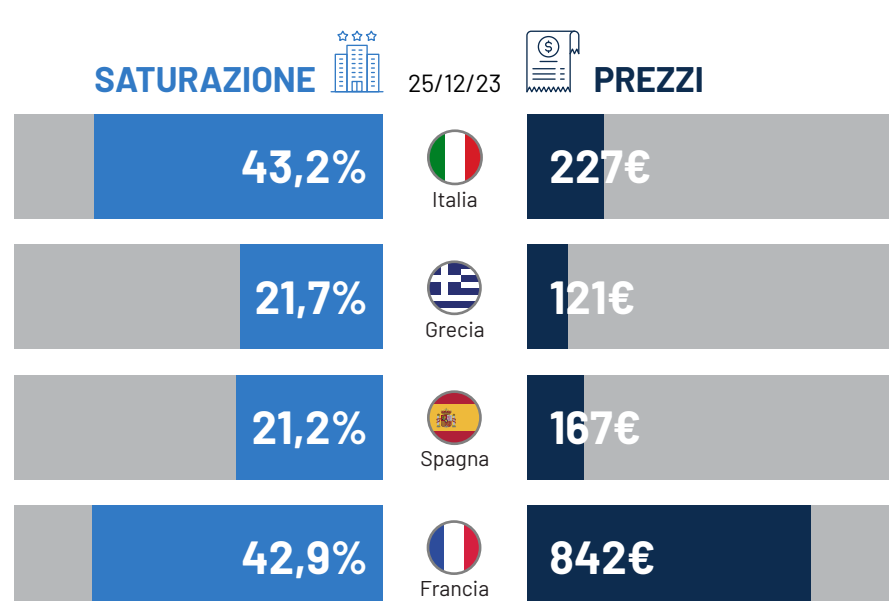 SATURAZIONE 25/12/23 PREZZI
43,2% Italia 227€
21,7% Grecia 121€
21,2% Spagna 167€
42,9% Francia 842€